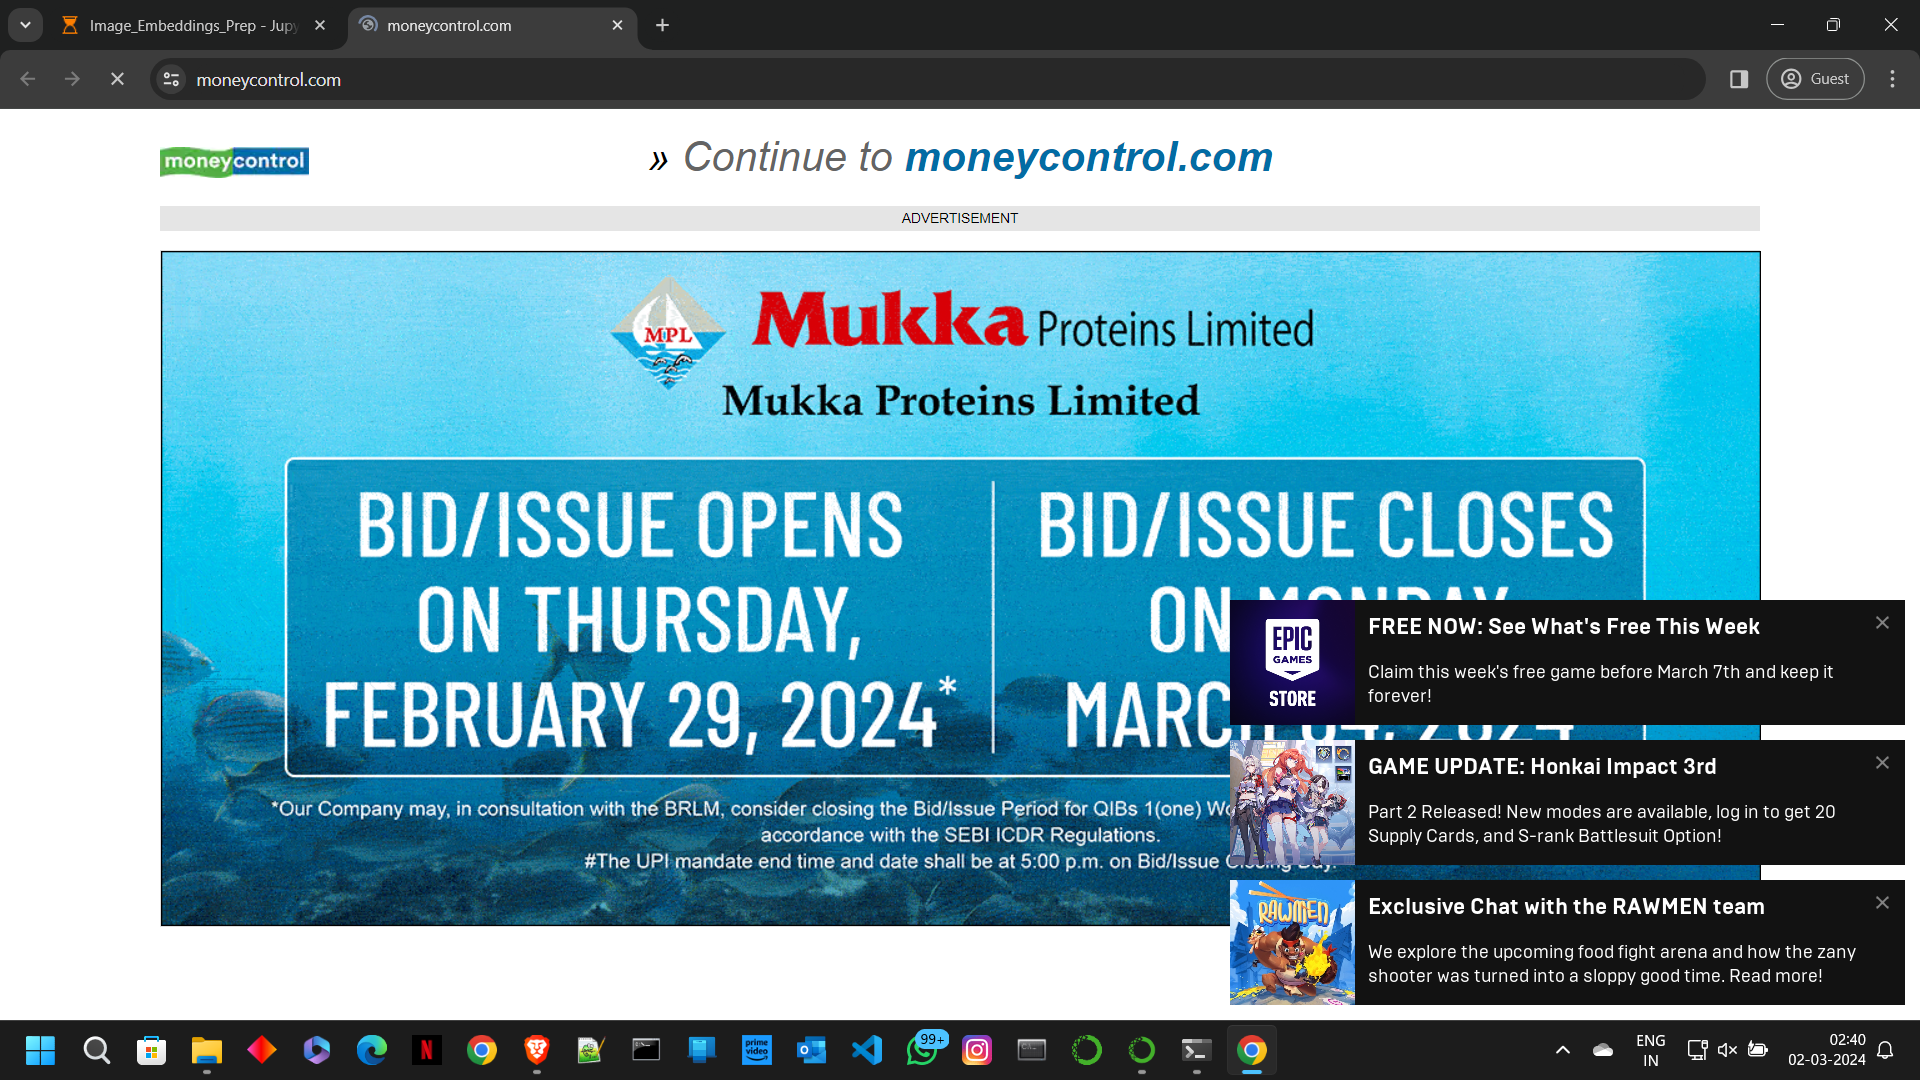 Image_Embeddings_Prep - Jupy
moneycontrol.com
moneycontrol.com
Guest
moneycontrol
» Continue to moneycontrol.com
ADVERTISEMENT
MPL
Mukka Proteins Limited
Mukka Proteins Limited
BID/ISSUE OPENS
ON THURSDAY,
FEBRUARY 29, 2024*
BID/ISSUE CLOSES
ON MONDAY,
MARCH 04, 2024
*Our Company may, in consultation with the BRLM, consider closing the Bid/Issue Period for QIBs 1(one)
accordance with the SEBI ICDR Regulations.
#The UPI mandate end time and date shall be at 5:00 p.m. on Bid/Issue Closing Day.
EPIC
GAMES
STORE
FREE NOW: See What's Free This Week
Claim this week's free game before March 7th and keep it
forever!
GAME UPDATE: Honkai Impact 3rd
Part 2 Released! New modes are available, log in to get 20
Supply Cards, and S-rank Battlesuit Option!
RAWMEN
Exclusive Chat with the RAWMEN team
We explore the upcoming food fight arena and how the zany
shooter was turned into a sloppy good time. Read more!
N
prime
video
99+
ENG
IN
02:40
02-03-2024